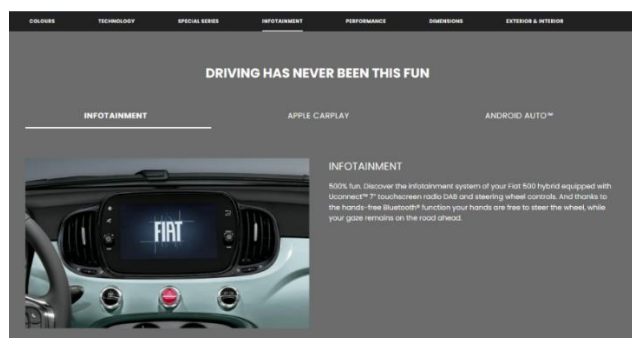 COLOURS TECHNOLOGY SPECIAL SERIES INFOTAINMENT PERFORMANCE DIMENSIONS EXTERIOR & INTERIOR
DRIVING HAS NEVER BEEN THIS FUN
INFOTAINMENT APPLE CARPLAY ANDROID AUTO™
INFOTAINMENT
500% fun. Discover the infotainment system of your Fiat 500 hybrid equipped with
Uconnect™ 7" touchscreen radio DAB and steering wheel controls. And thanks to
the hands-free Bluetooth® function your hands are free to steer the wheel, while
your gaze remains on the road ahead.
FIAT